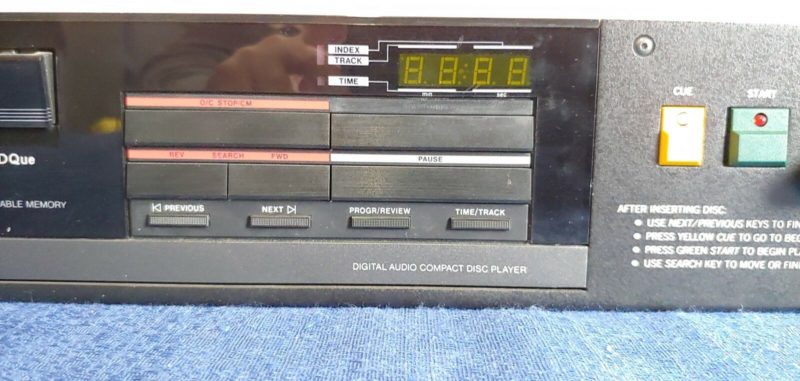 INDEX
TRACK
TIME
min sec
O/C STOP/CM
REV SEARCH FWD
PAUSE
PREVIOUS
NEXT
PROGR/REVIEW
TIME/TRACK
DQue
ABLE MEMORY
DIGITAL AUDIO COMPACT DISC PLAYER
CUE
START
AFTER INSERTING DISC:
● USE NEXT/PREVIOUS KEYS TO FIN
● PRESS YELLOW CUE TO GO TO BEG
● PRESS GREEN START TO BEGIN PL
● USE SEARCH KEY TO MOVE OR FIN